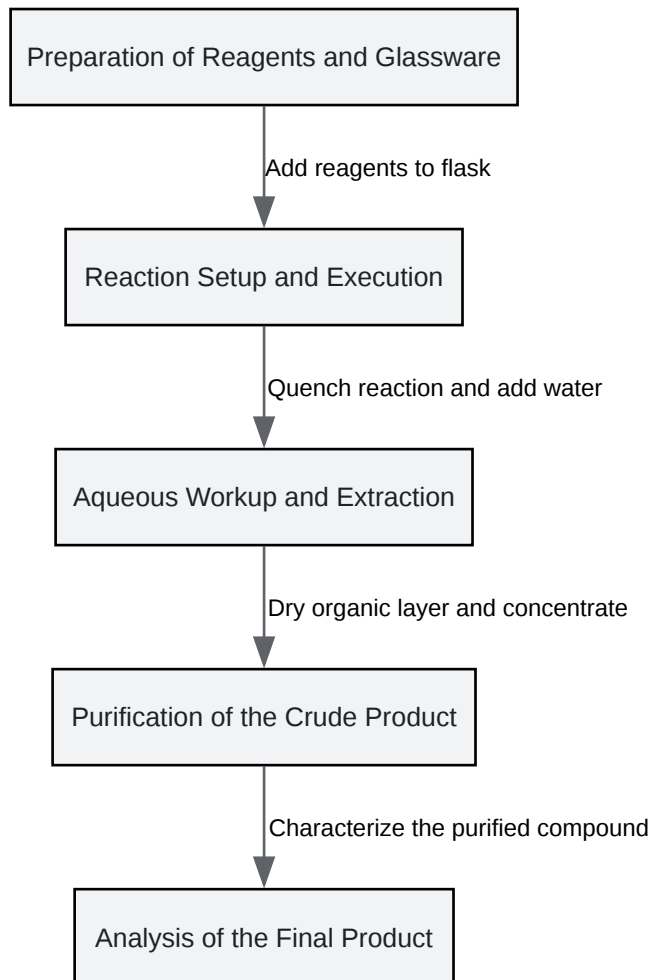 Preparation of Reagents and Glassware
Add reagents to flask
Reaction Setup and Execution
Quench reaction and add water
Aqueous Workup and Extraction
Dry organic layer and concentrate
Purification of the Crude Product
Characterize the purified compound
Analysis of the Final Product